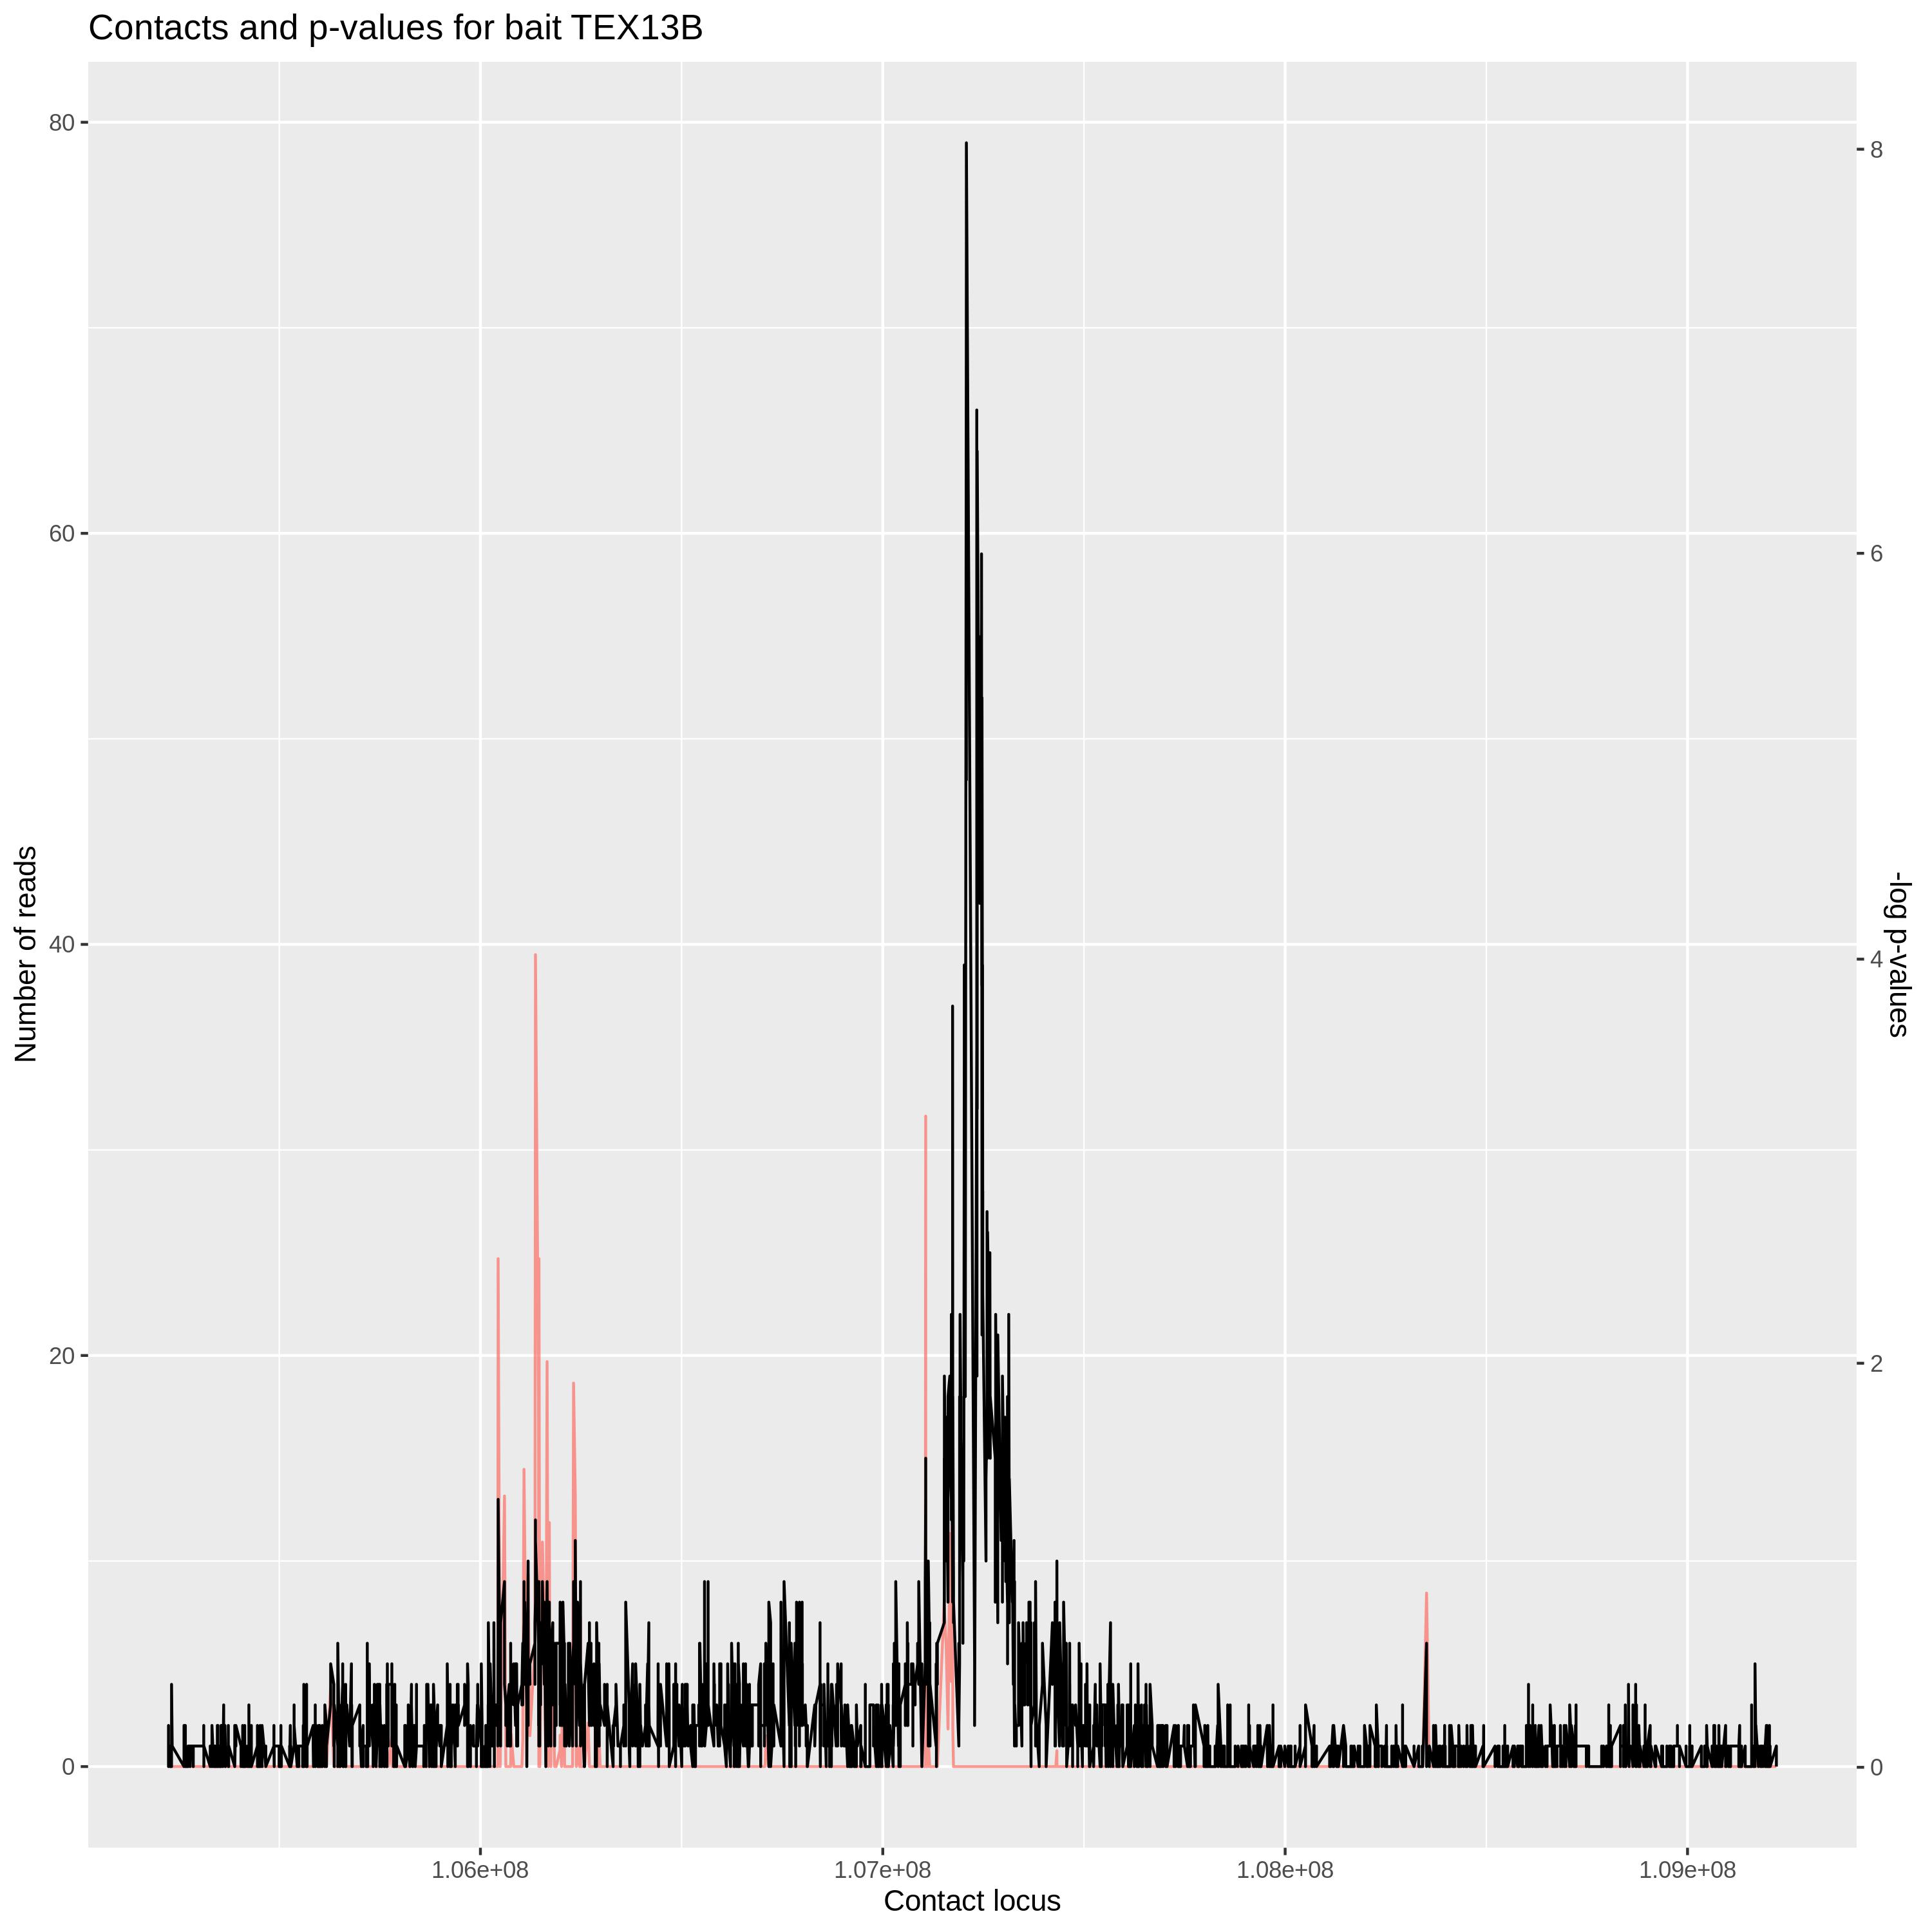 Contacts and p-values for bait TEX13B
80
60
40
20
0
8
6
4
2
0
Number of reads
-log p-values
1.06e+08
1.07e+08
1.08e+08
1.09e+08
Contact locus